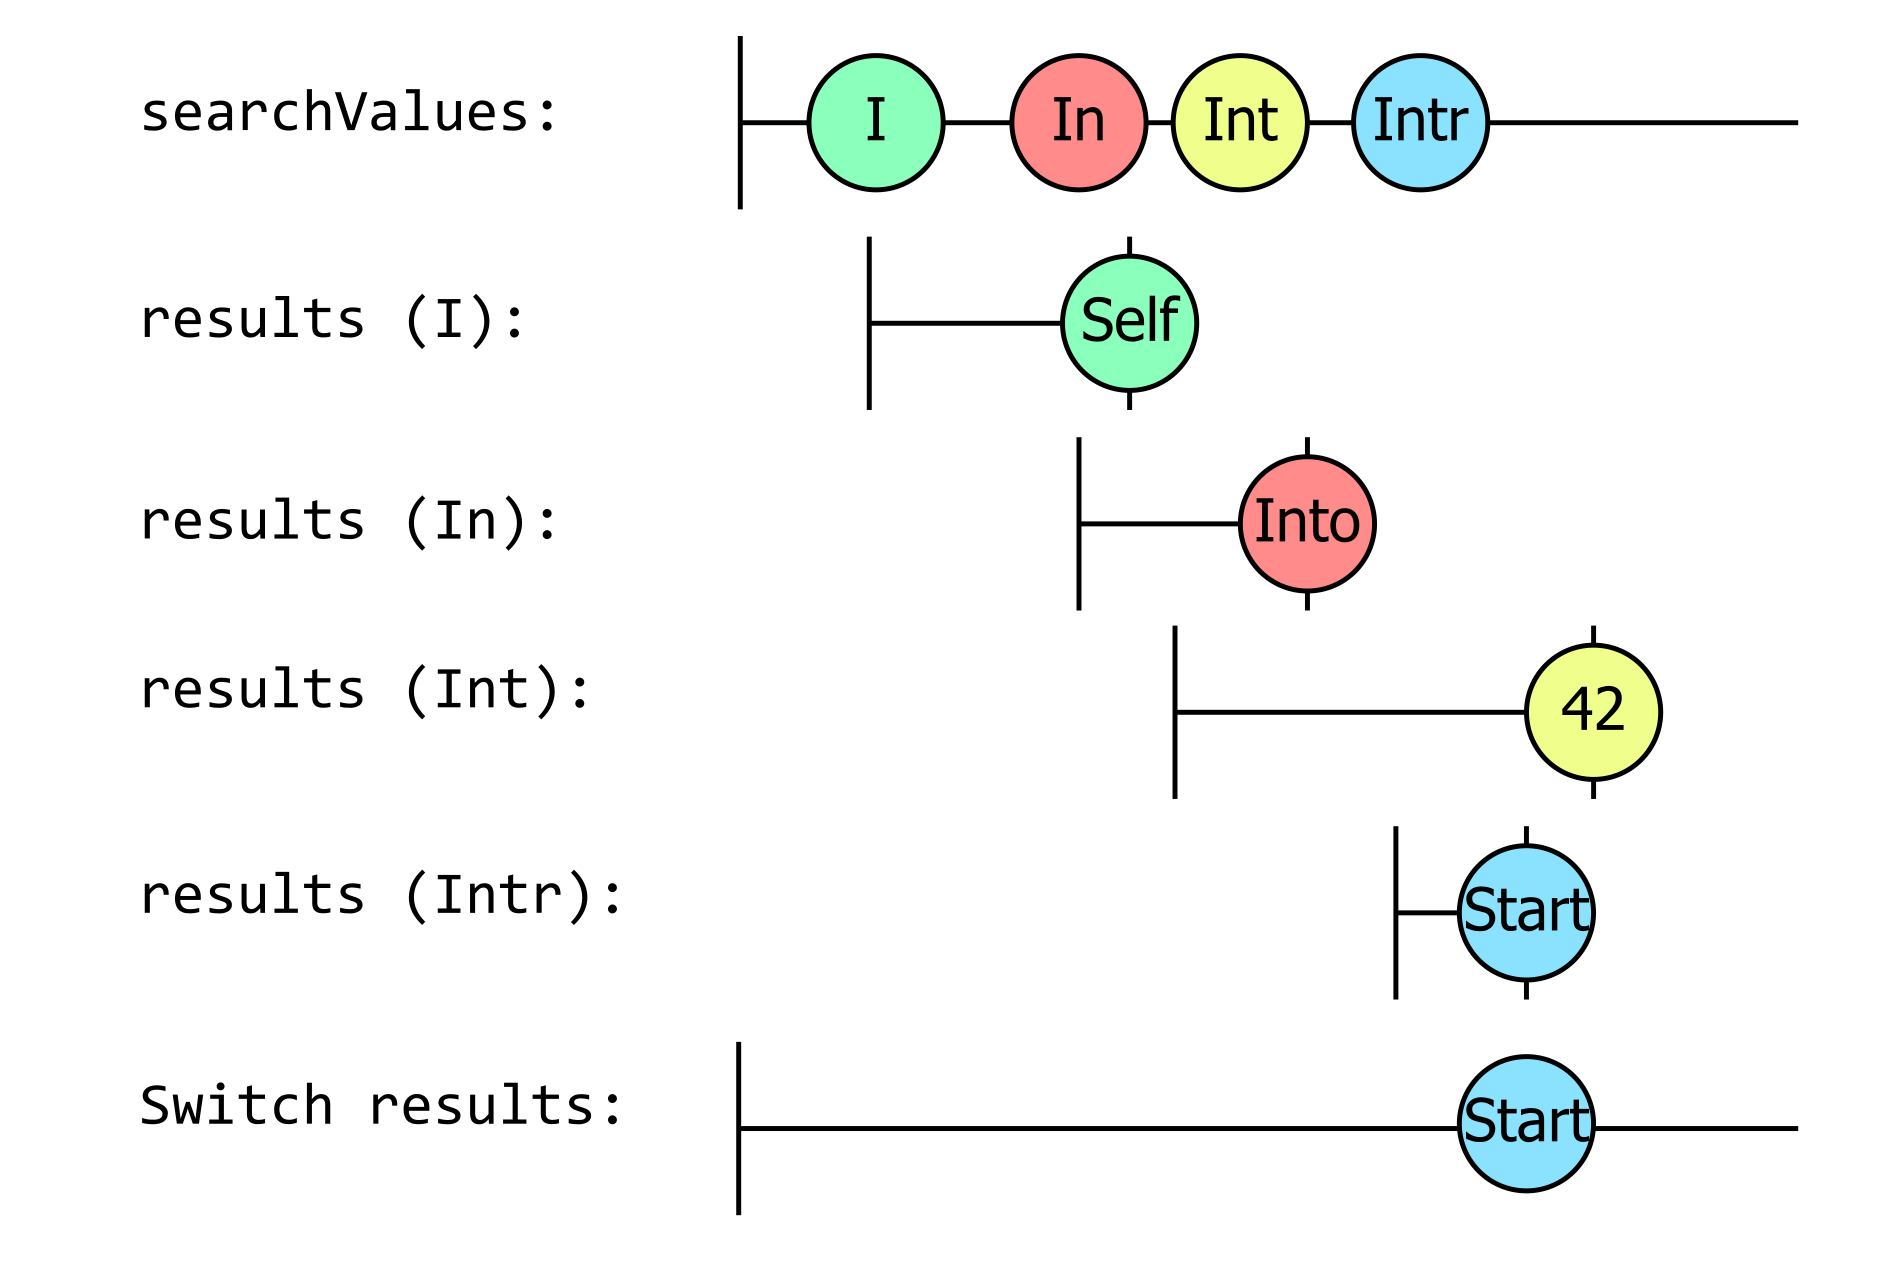 searchValues: I In Int Intr
results (I): Self
results (In): Into
results (Int): 42
results (Intr): Start
Switch results: Start